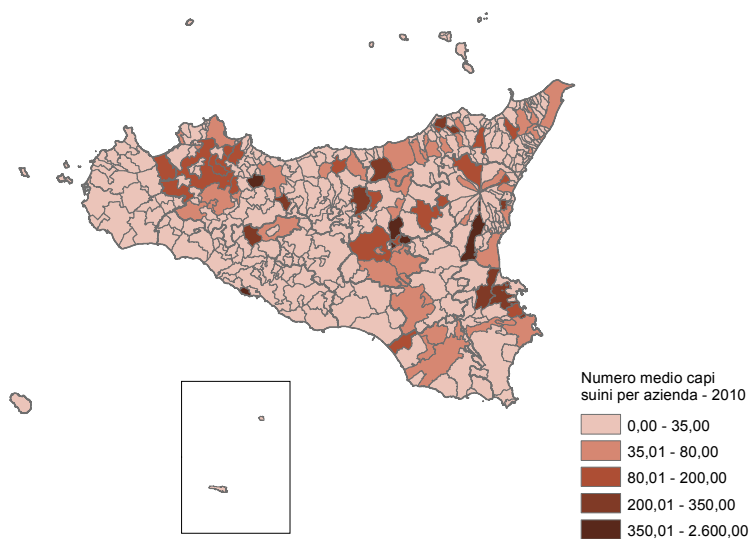 Numero medio capi
suini per azienda - 2010
0,00 - 35,00
35,01 - 80,00
80,01 - 200,00
200,01 - 350,00
350,01 - 2.600,00